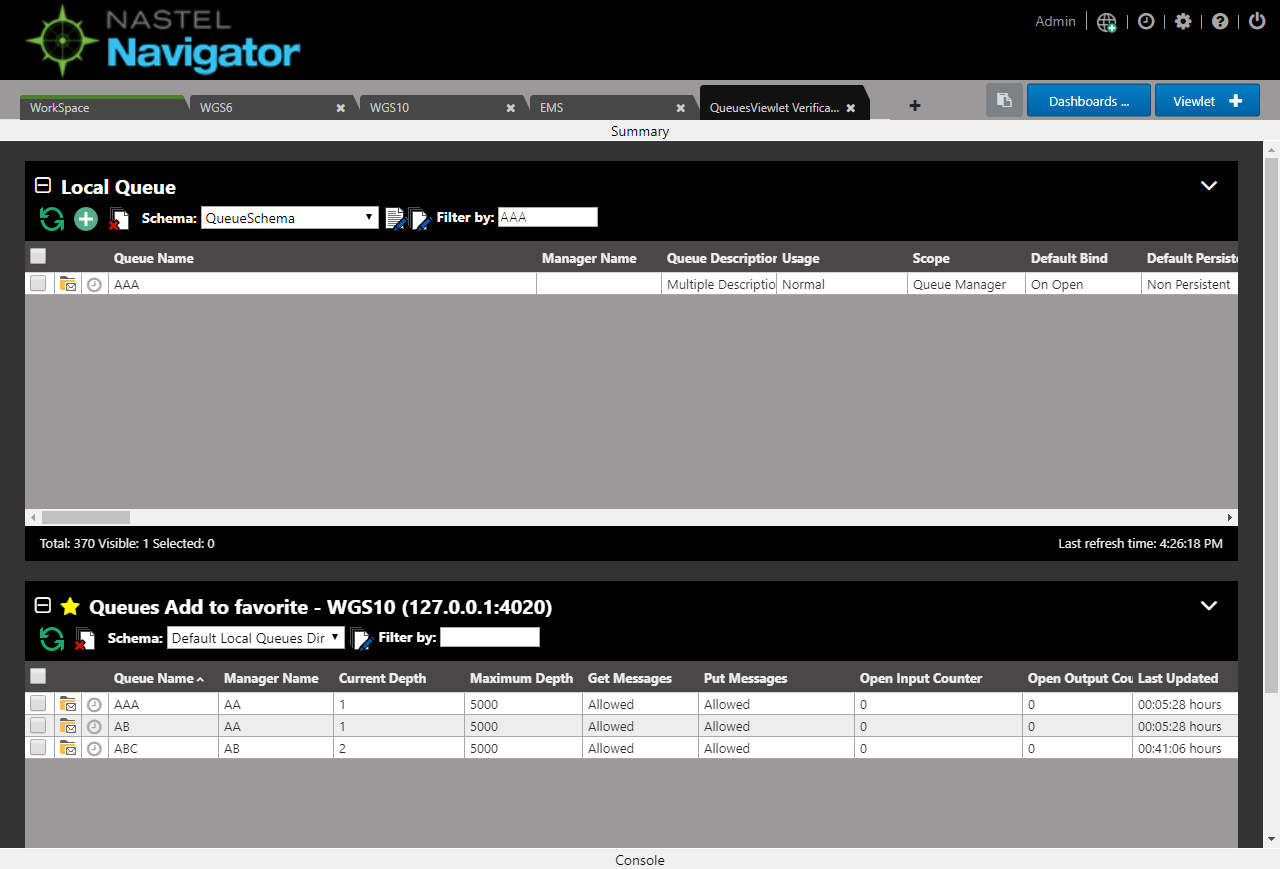 NASTEL
Navigator
Admin
WorkSpace WGS6 WGS10 EMS QueuesViewlet Verifica... Dashboards ... Viewlet
Summary
Local Queue
Schema: QueueSchema Filter by: AAA
Queue Name Manager Name Queue Description Usage Scope Default Bind Default Persiste
AAA Multiple Descriptio Normal Queue Manager On Open Non Persistent
Total: 370 Visible: 1 Selected: 0 Last refresh time: 4:26:18 PM
Queues Add to favorite - WGS10 (127.0.0.1:4020)
Schema: Default Local Queues Dir Filter by:
Queue Name Manager Name Current Depth Maximum Depth Get Messages Put Messages Open Input Counter Open Output Cou Last Updated
AAA AA 1 5000 Allowed Allowed 0 0 00:05:28 hours
AB AA 1 5000 Allowed Allowed 0 0 00:05:28 hours
ABC AB 2 5000 Allowed Allowed 0 0 00:41:06 hours
Console